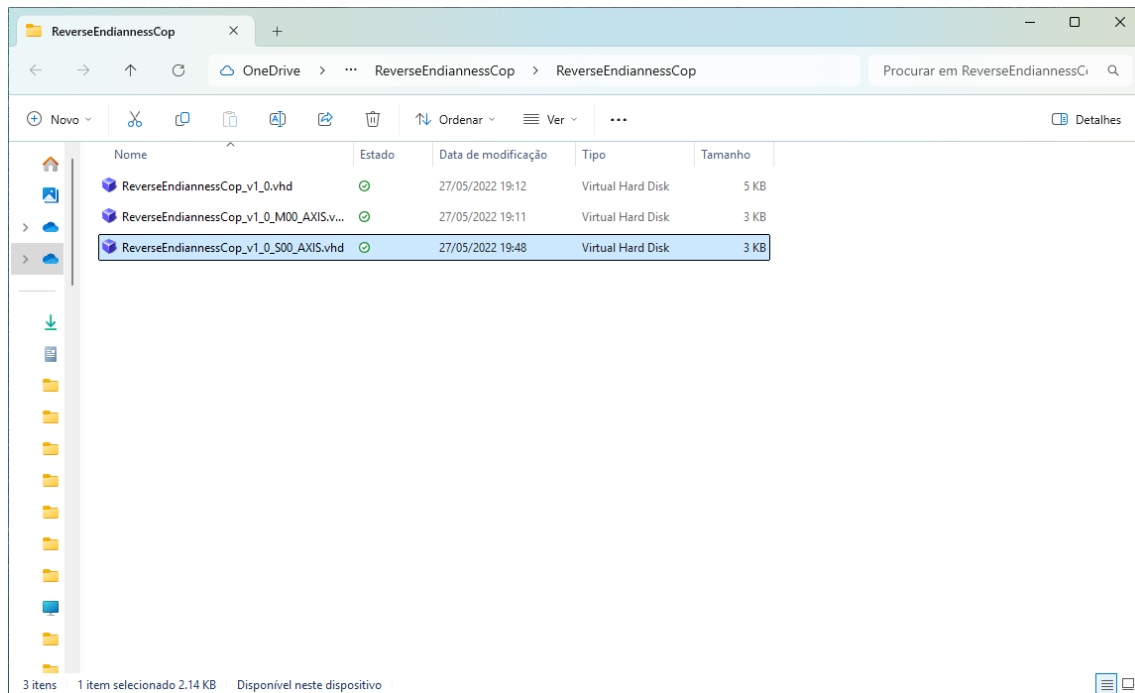 ReverseEndiannessCop
OneDrive > ... ReverseEndiannessCop > ReverseEndiannessCop
Procurar em ReverseEndiannessC
Novo
Ordenar
Ver
Detalhes
Nome Estado Data de modificação Tipo Tamanho
ReverseEndiannessCop_v1_0.vhd 27/05/2022 19:12 Virtual Hard Disk 5 KB
ReverseEndiannessCop_v1_0_M00_AXIS.v... 27/05/2022 19:11 Virtual Hard Disk 3 KB
ReverseEndiannessCop_v1_0_S00_AXIS.vhd 27/05/2022 19:48 Virtual Hard Disk 3 KB
3 itens 1 item selecionado 2.14 KB Disponível neste dispositivo